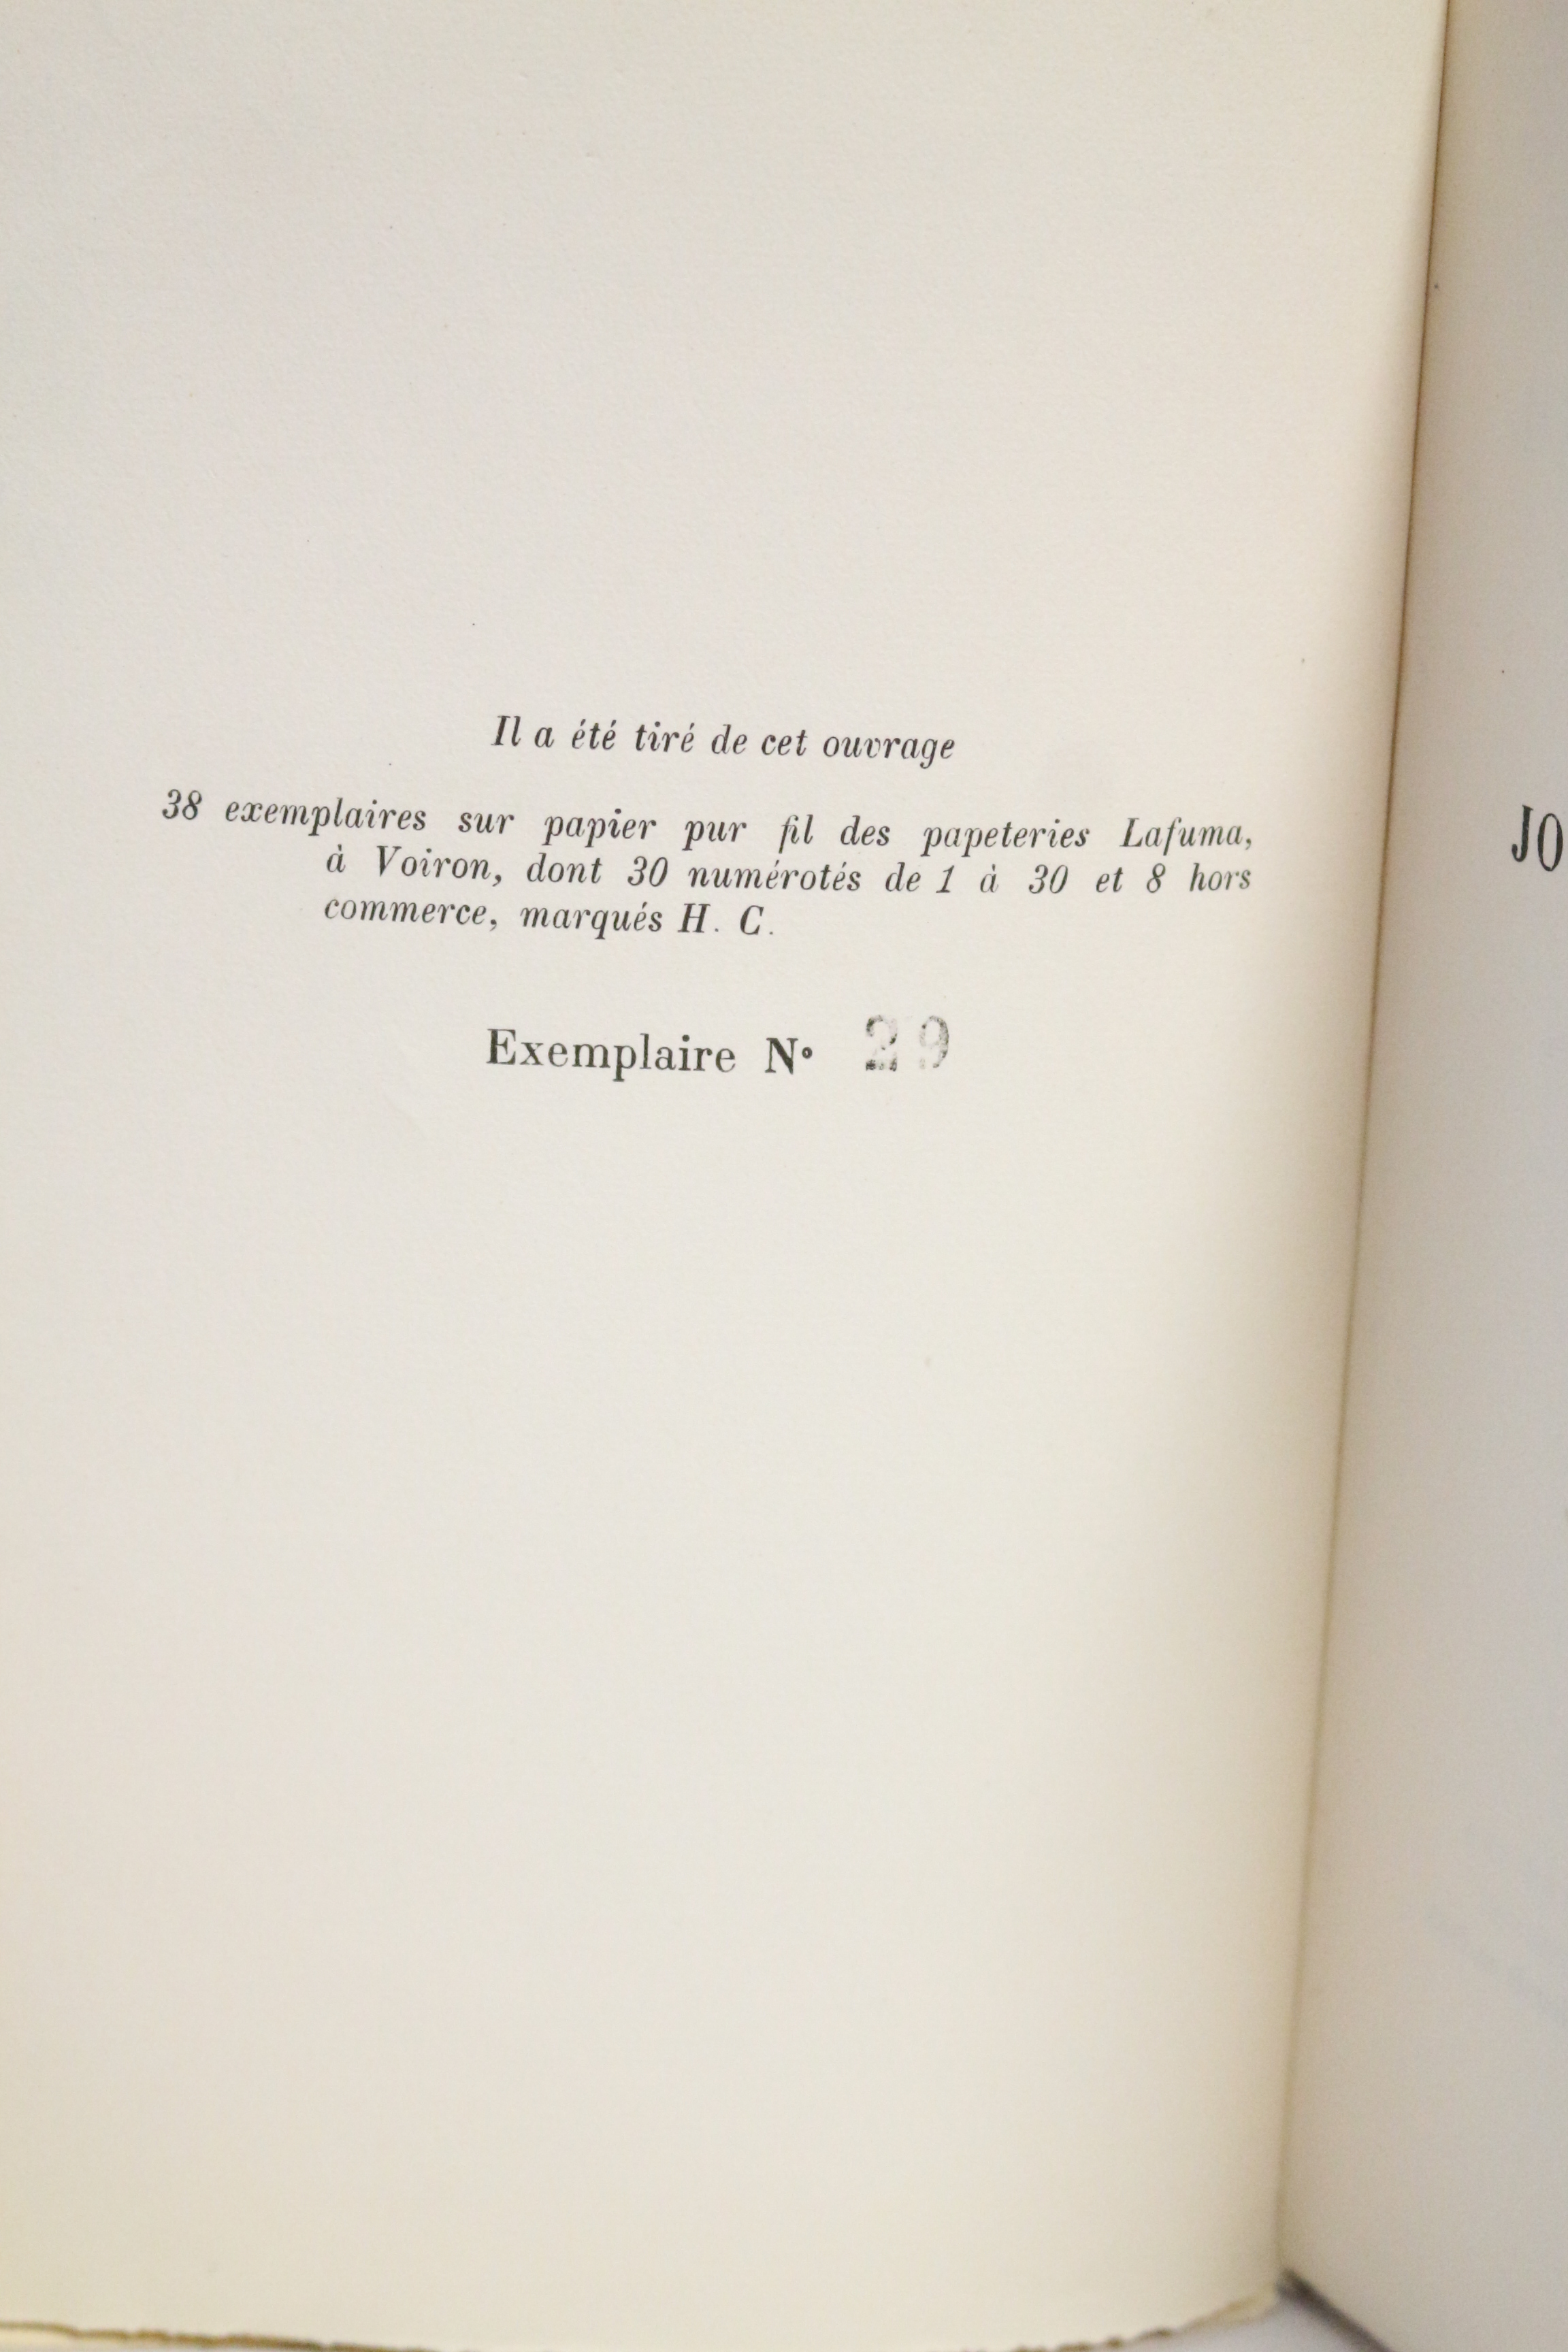 Il a été tiré de cet ouvrage
38 exemplaires sur papier pur fil des papeteries Lafuma,
à Voiron, dont 30 numérotés de 1 à 30 et 8 hors
commerce, marqués H. C.
Exemplaire N° 29
JO